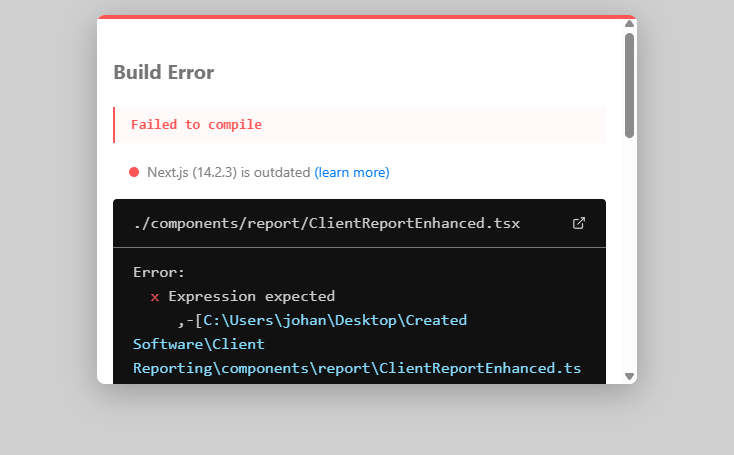 Build Error
Failed to compile
Next.js (14.2.3) is outdated (learn more)
./components/report/ClientReportEnhanced.tsx
Error:
x Expression expected
,-[C:\Users\johan\Desktop\Created
Software\Client
Reporting\components\report\ClientReportEnhanced.ts